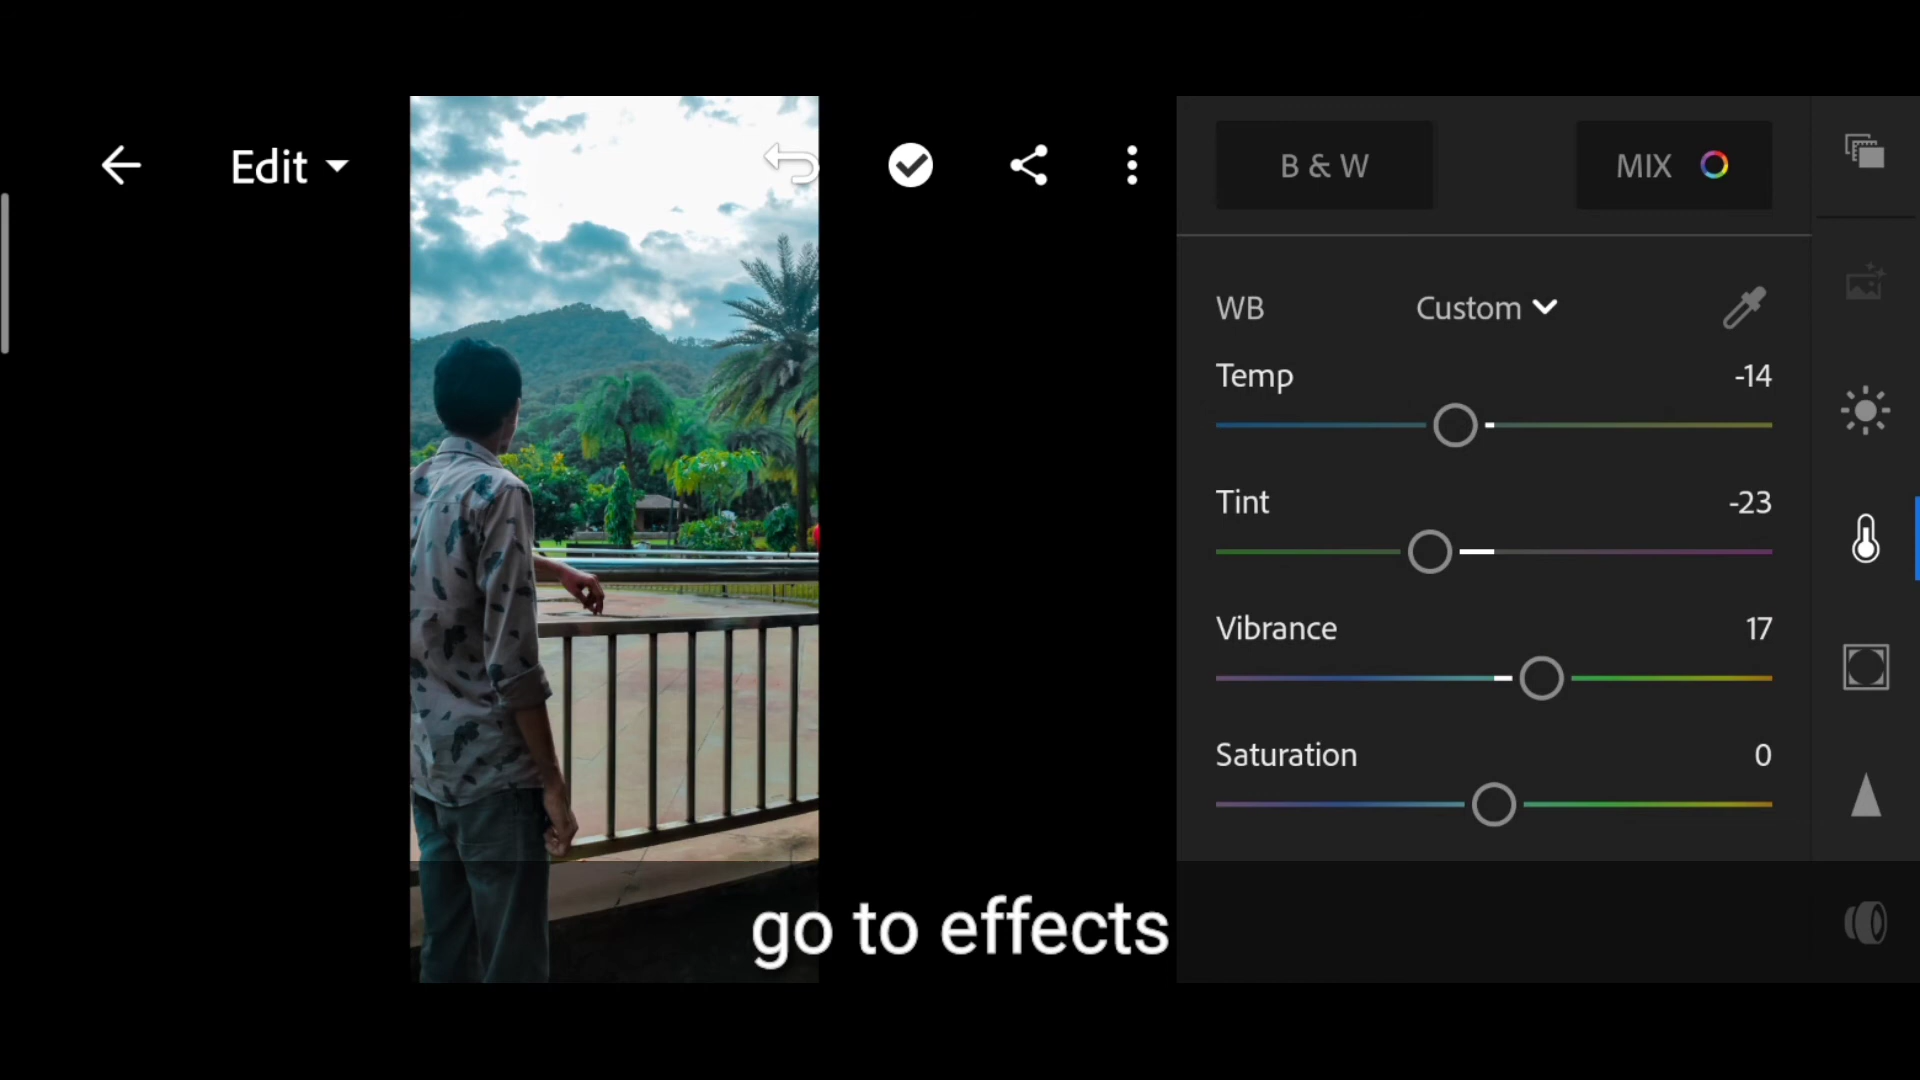 Edit
B & W
MIX
WB
Custom
Temp
-14
Tint
-23
Vibrance
17
Saturation
0
go to effects